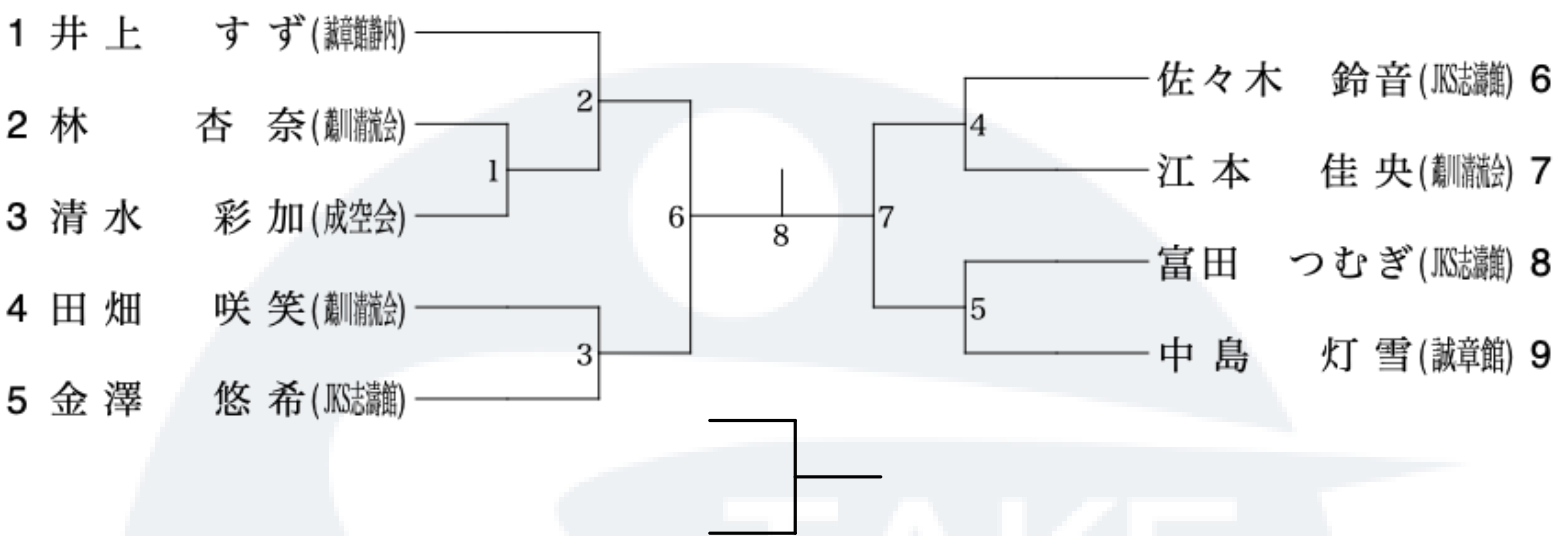 1 井上 すず(誠章館静内)
2 林 杏奈(鵡川清流会)
3 清水 彩加(成空会)
4 田畑 咲笑(鵡川清流会)
5 金澤 悠希(JKS志濤館)
2
1
3
6
8
7
4
5
佐々木 鈴音(JKS志濤館) 6
江本 佳央(鵡川清流会) 7
富田 つむぎ(JKS志濤館) 8
中島 灯雪(誠章館) 9
TAKE